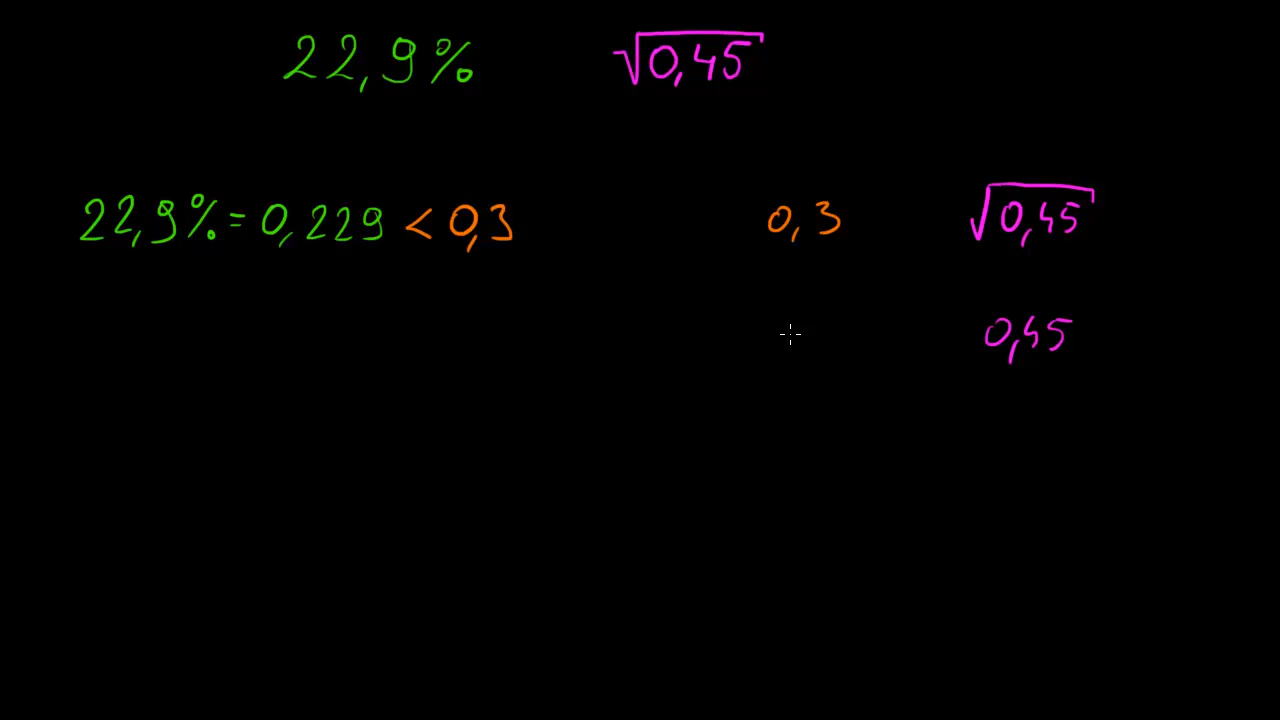 22,9% √0,45
22,9% = 0,229 < 0,3 0,3 √0,45
0,45